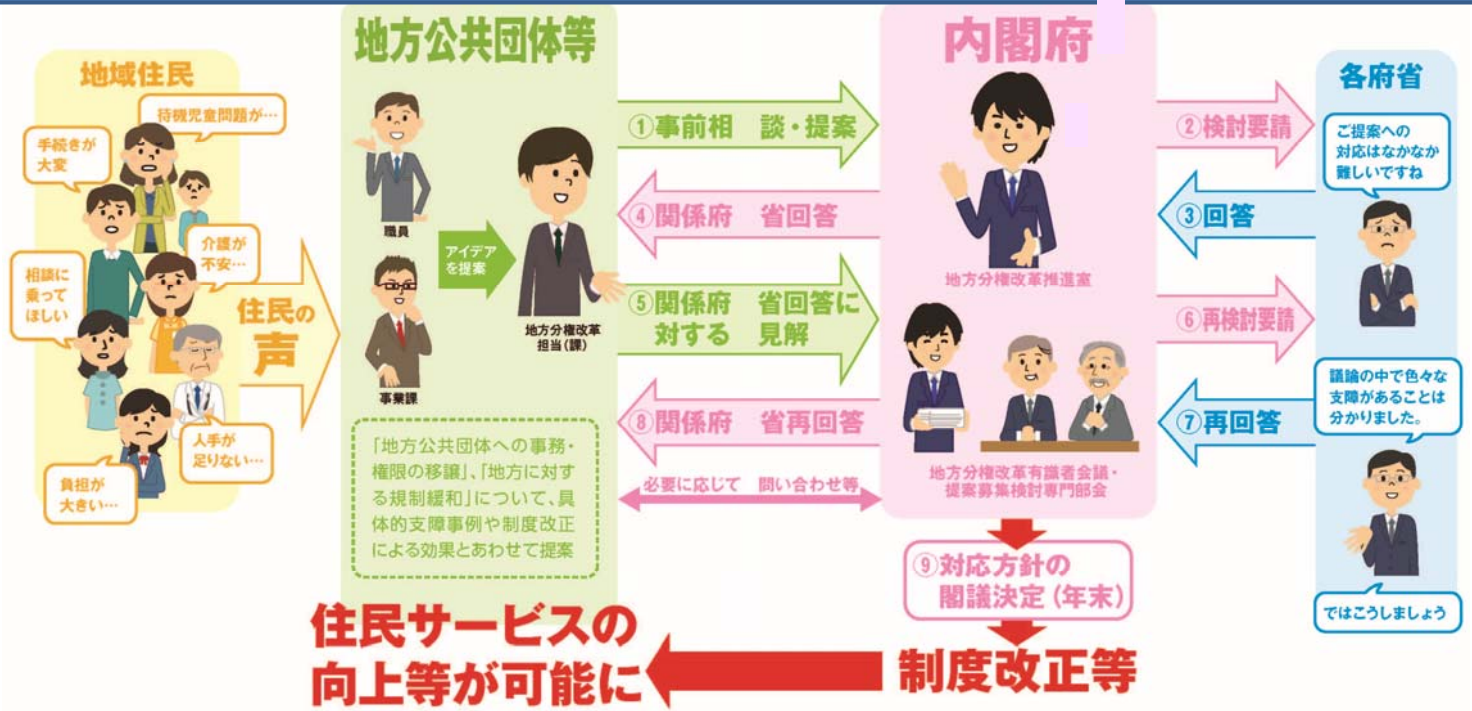 地域住民
待機児童問題が…
手続きが
大変
介護が
不安…
相談に
乗って
ほしい
人手が
足りない…
負担が
大きい…
住民の
声
地方公共団体等
職員
アイデア
を提案
事業課
地方分権改革
担当(課)
「地方公共団体への事務・
権限の移譲」、「地方に対す
る規制緩和」について、具
体的支障事例や制度改正
による効果とあわせて提案
①事前相 談・提案
④関係府 省回答
⑤関係府 省回答に
対する 見解
⑧関係府 省再回答
必要に応じて 問い合わせ等
内閣府
地方分権改革推進室
地方分権改革有識者会議・
提案募集検討専門部会
②検討要請
③回答
⑥再検討要請
⑦再回答
各府省
ご提案への
対応はなかなか
難しいですね
議論の中で色々な
支障があることは
分かりました。
ではこうしましょう
⑨対応方針の
閣議決定(年末)
制度改正等
住民サービスの
向上等が可能に